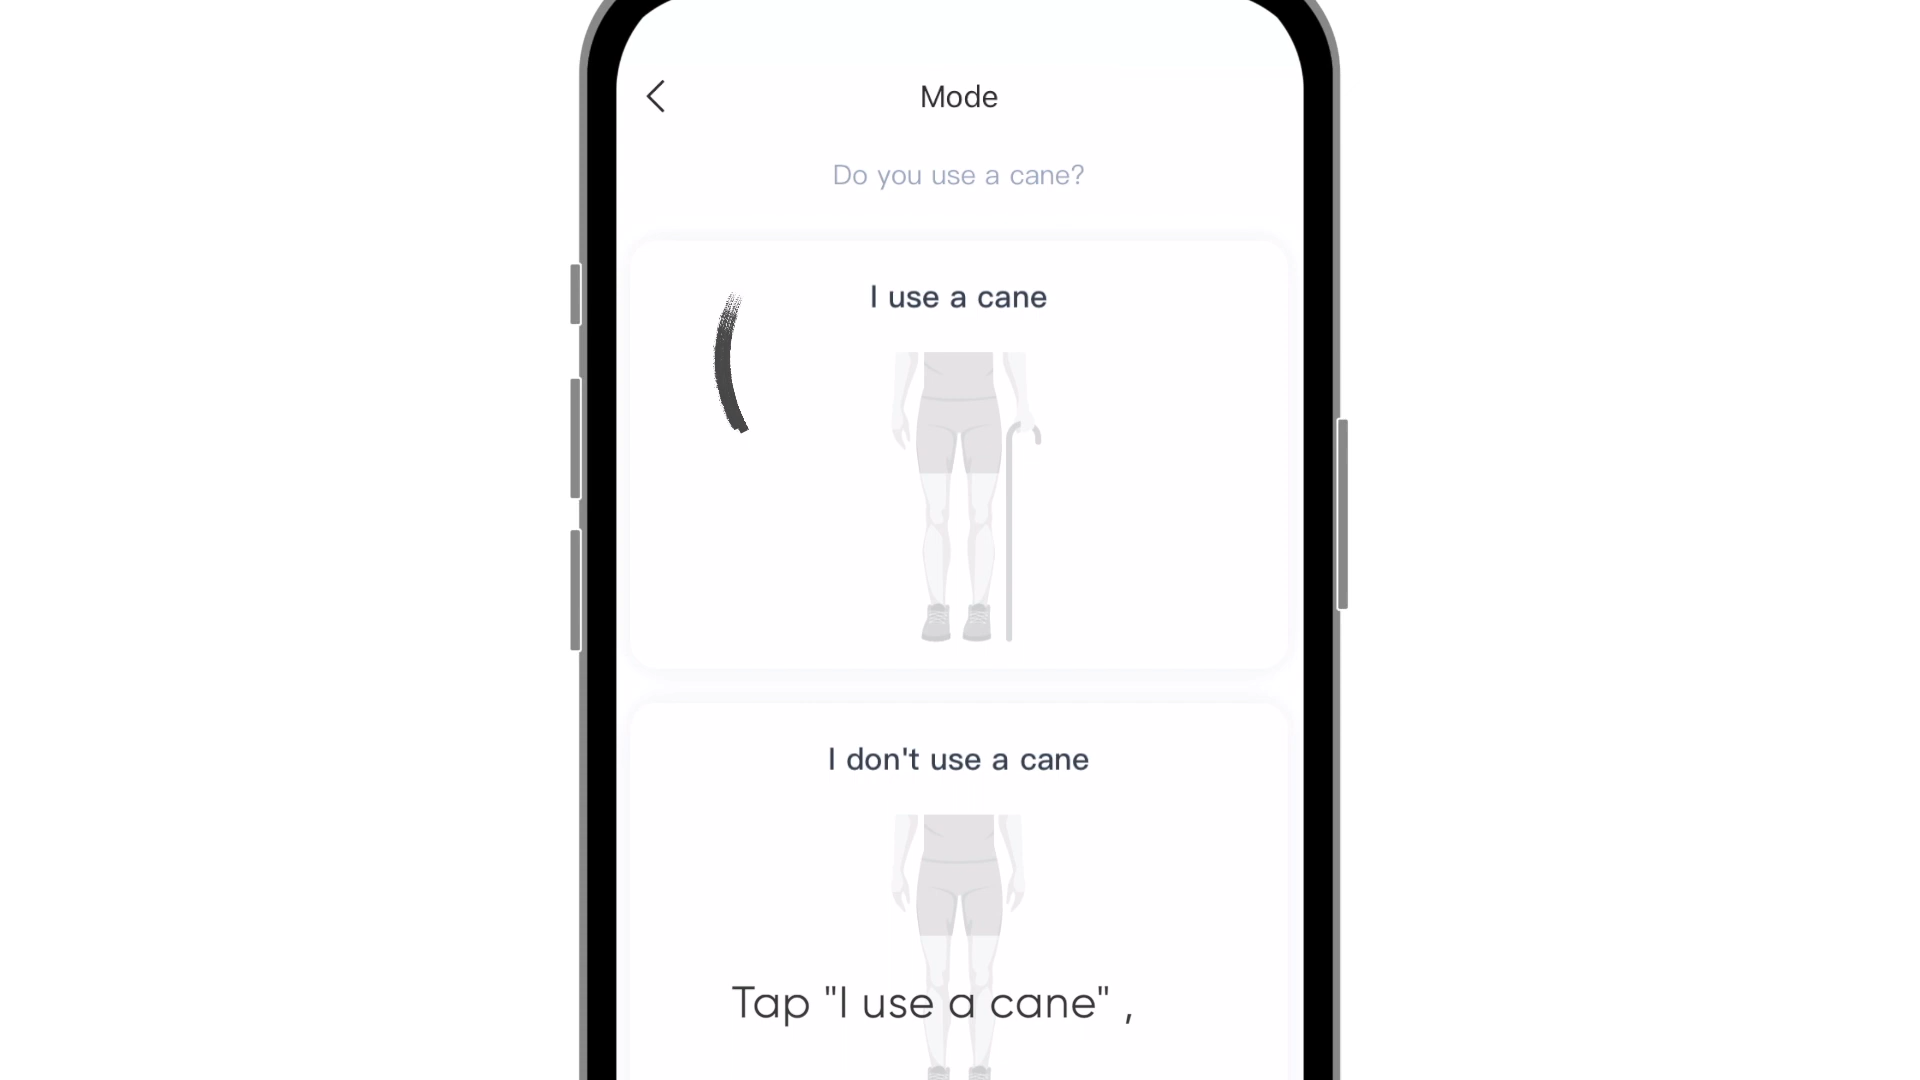 Mode
Do you use a cane?
I use a cane
I don't use a cane
Tap "I use a cane" ,